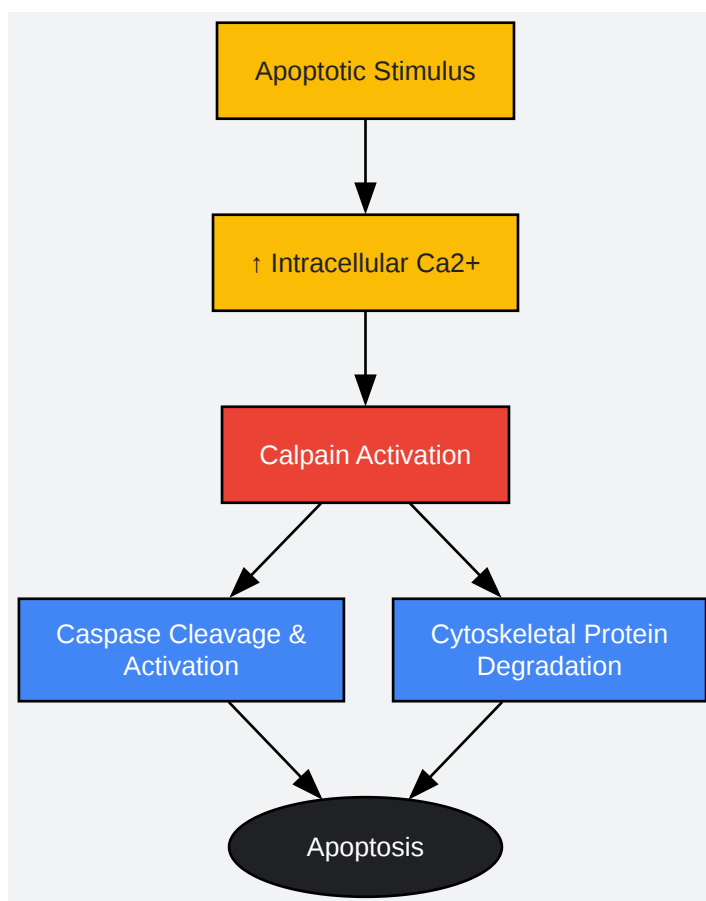 Apoptotic Stimulus
↑ Intracellular Ca2+
Calpain Activation
Caspase Cleavage &
Activation
Cytoskeletal Protein
Degradation
Apoptosis